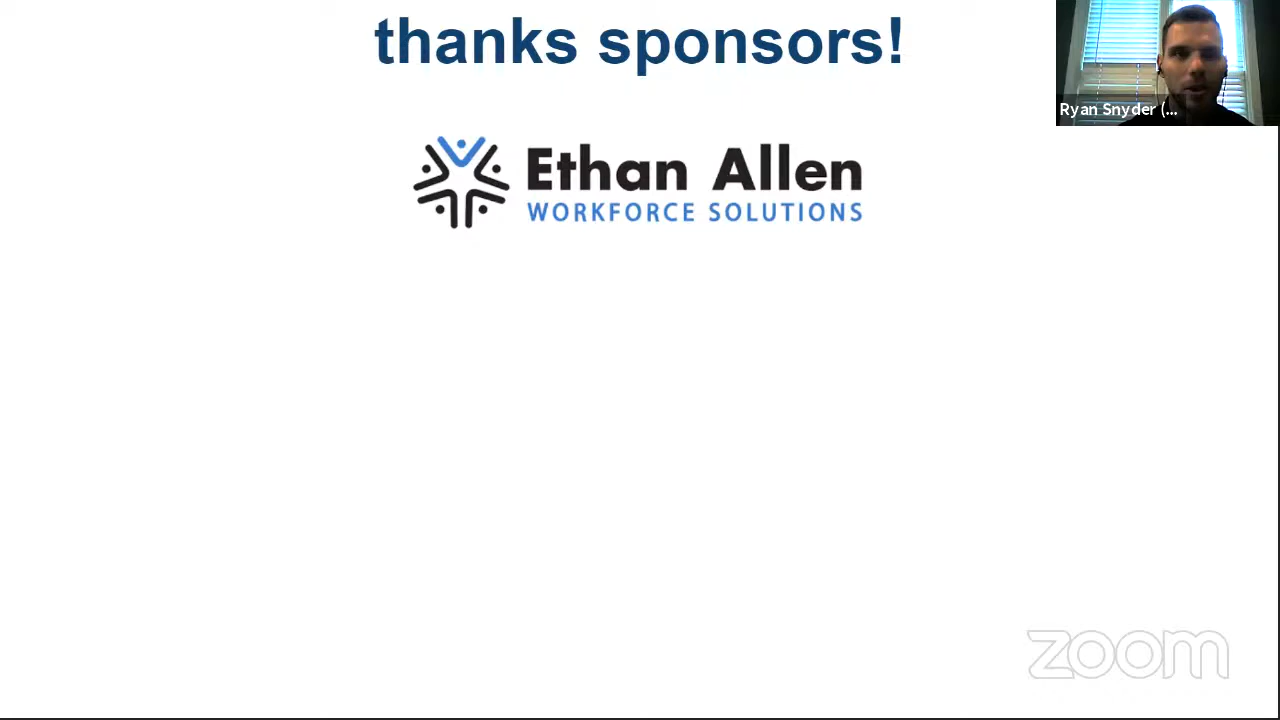 thanks sponsors!
Ryan Snyder (...
Ethan Allen
WORKFORCE SOLUTIONS
zoom